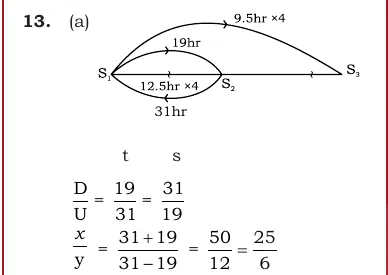 13. (a)
9.5hr ×4
19hr
S₁ S₂ S₃
12.5hr ×4
31hr
t s
D/U = 19/31 = 31/19
x/y = 31+19/31−19 = 50/12 = 25/6